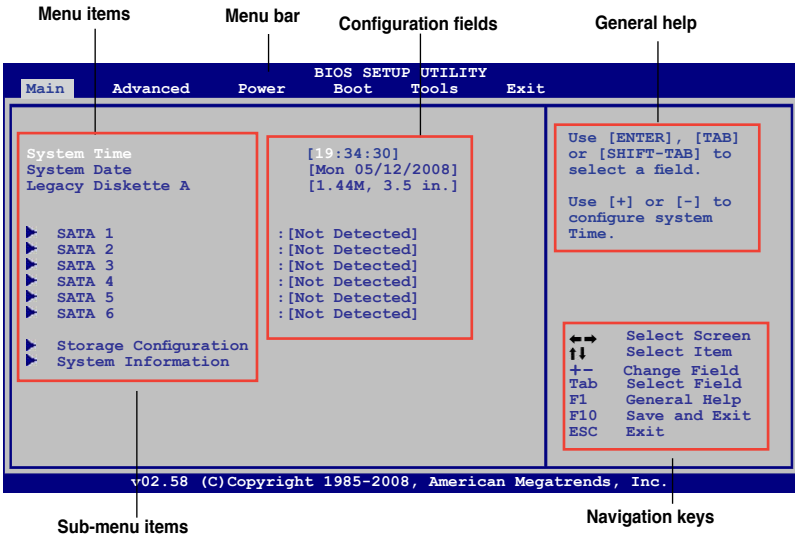 Menu items
Menu bar
Configuration fields
General help
BIOS SETUP UTILITY
Main Advanced Power Boot Tools Exit
System Time [19:34:30]
System Date [Mon 05/12/2008]
Legacy Diskette A [1.44M, 3.5 in.]
SATA 1 :[Not Detected]
SATA 2 :[Not Detected]
SATA 3 :[Not Detected]
SATA 4 :[Not Detected]
SATA 5 :[Not Detected]
SATA 6 :[Not Detected]
Storage Configuration
System Information
Use [ENTER], [TAB]
or [SHIFT-TAB] to
select a field.
Use [+] or [-] to
configure system
Time.
←→ Select Screen
↑↓ Select Item
+- Change Field
Tab Select Field
F1 General Help
F10 Save and Exit
ESC Exit
v02.58 (C)Copyright 1985-2008, American Megatrends, Inc.
Sub-menu items
Navigation keys